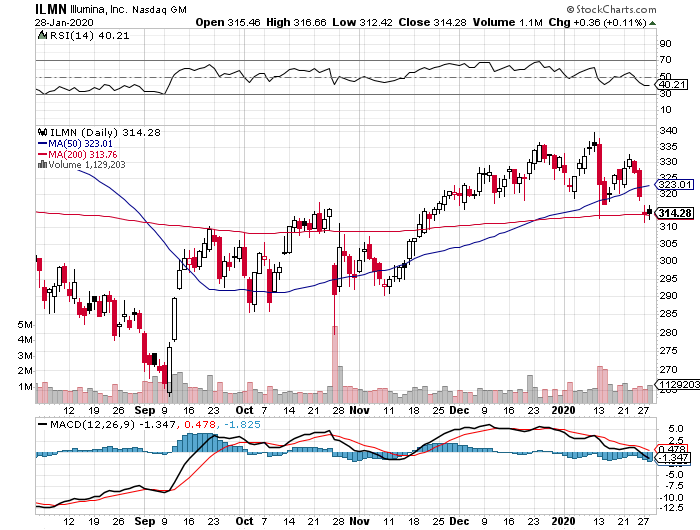 ILMN Illumina, Inc. Nasdaq GM © StockCharts.com
28-Jan-2020 Open 315.46 High 316.66 Low 312.42 Close 314.28 Volume 1.1M Chg +0.36 (+0.11%)
RSI(14) 40.21
90
70
50
40.21
30
10
ILMN (Daily) 314.28
MA(50) 323.01
MA(200) 313.76
Volume 1,129,203
340
335
330
323.01
320
314.28
310
305
300
295
290
285
280
275
270
265
5M
4M
3M
2M
1M
1129203
12 19 26 Sep 9 16 23 Oct 7 14 21 28 Nov 11 18 25 Dec 9 16 23 2020 13 21 27
MACD(12,26,9) -1.347, 0.478, -1.825
5.0
2.5
0.478
-1.347
-2.5
-5.0
-7.5
-10.0
-12.5
12 19 26 Sep 9 16 23 Oct 7 14 21 28 Nov 11 18 25 Dec 9 16 23 2020 13 21 27